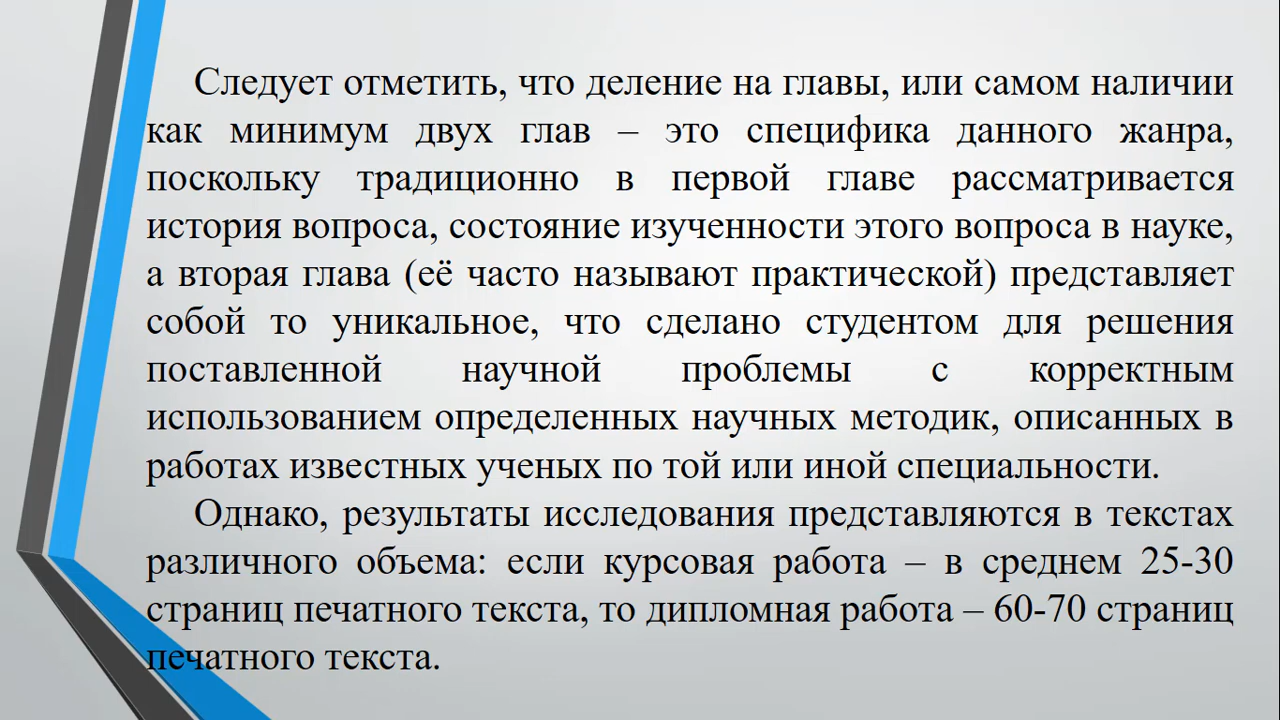 Следует отметить, что деление на главы, или самом наличии
как минимум двух глав – это специфика данного жанра,
поскольку традиционно в первой главе рассматривается
история вопроса, состояние изученности этого вопроса в науке,
а вторая глава (её часто называют практической) представляет
собой то уникальное, что сделано студентом для решения
поставленной научной проблемы с корректным
использованием определенных научных методик, описанных в
работах известных ученых по той или иной специальности.
Однако, результаты исследования представляются в текстах
различного объема: если курсовая работа – в среднем 25-30
страниц печатного текста, то дипломная работа – 60-70 страниц
печатного текста.